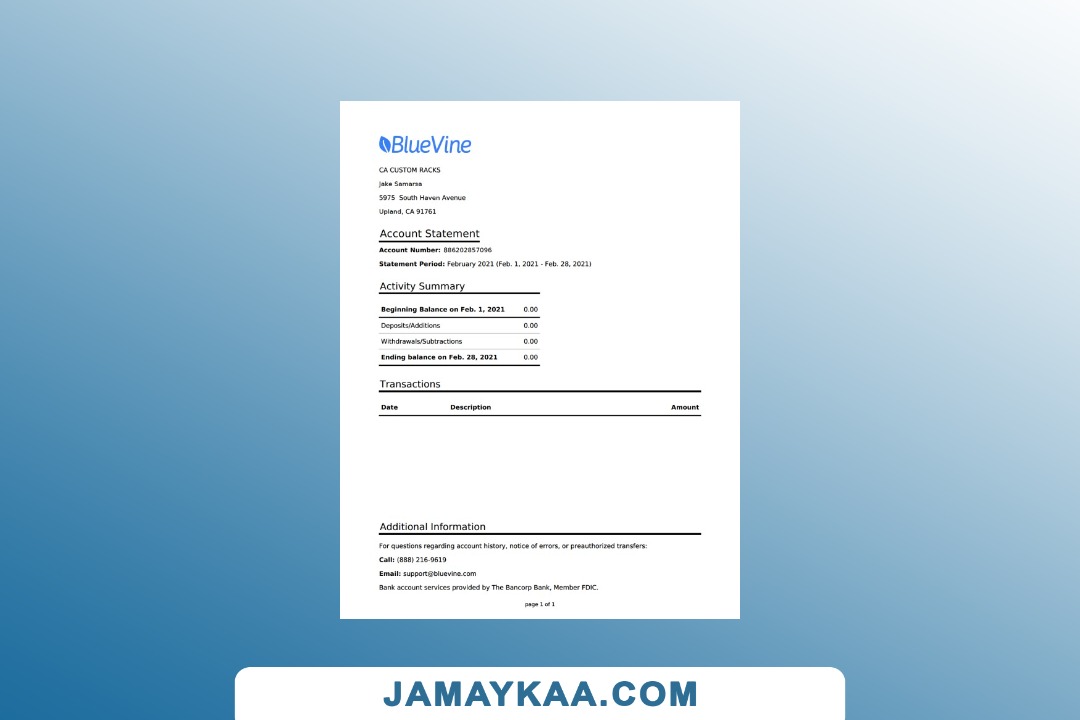 BlueVine
CA CUSTOM RACKS
Jake Samarsa
5975 South Haven Avenue
Upland, CA 91761
Account Statement
Account Number: 886202857096
Statement Period: February 2021 (Feb. 1, 2021 - Feb. 28, 2021)
Activity Summary
Beginning Balance on Feb. 1, 2021 0.00
Deposits/Additions 0.00
Withdrawals/Subtractions 0.00
Ending balance on Feb. 28, 2021 0.00
Transactions
Date Description Amount
Additional Information
For questions regarding account history, notice of errors, or preauthorized transfers:
Call: (888) 216-9619
Email: support@bluevine.com
Bank account services provided by The Bancorp Bank, Member FDIC.
page 1 of 1
JAMAYKAA.COM